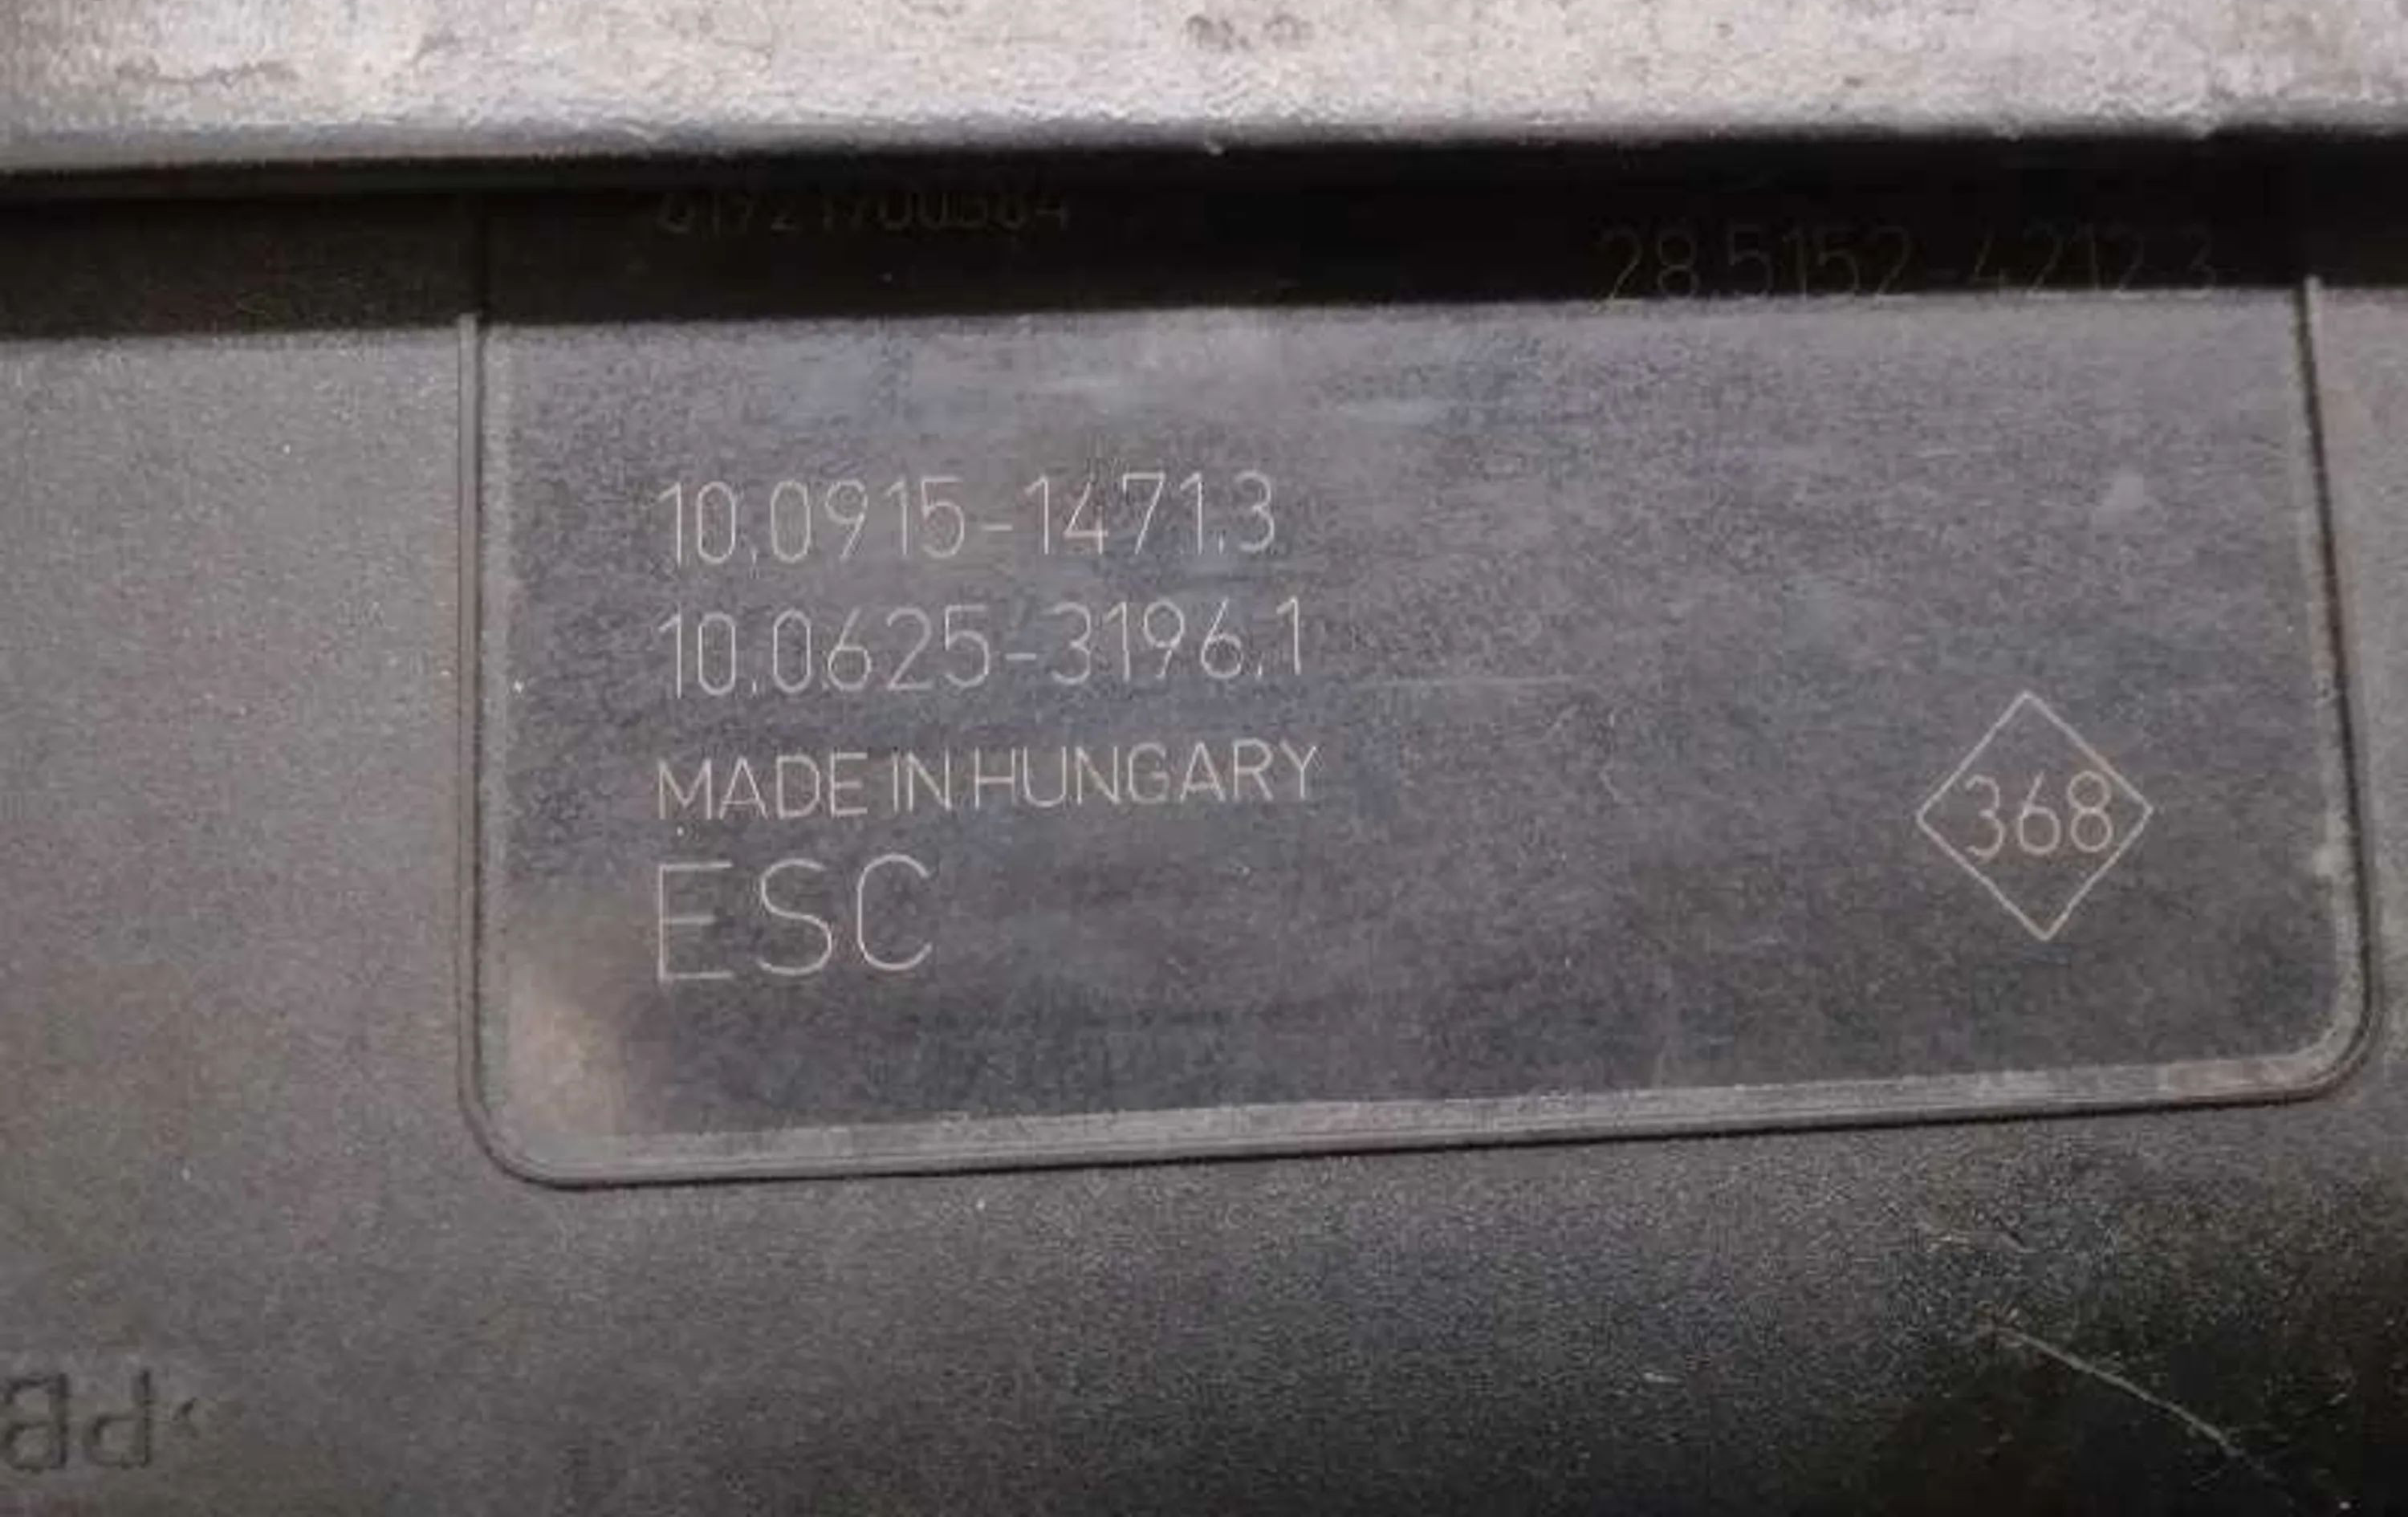 28.5152-4212.3
10.0915-1471.3
10.0625-3196.1
MADE IN HUNGARY
ESC
368